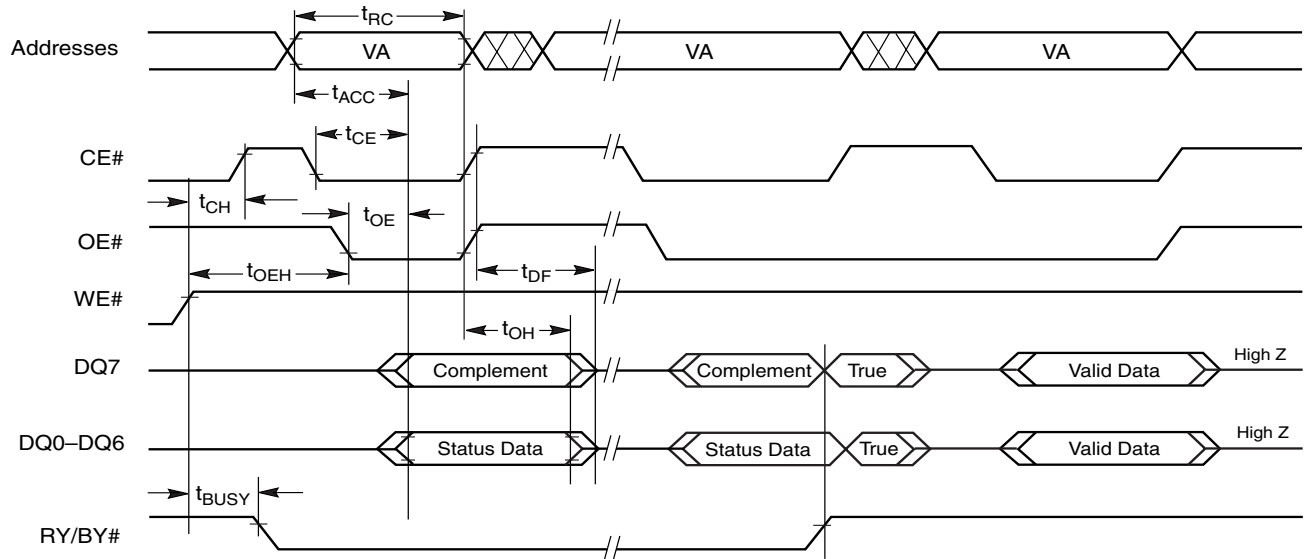 tRC
Addresses VA VA VA
tACC
tCE
CE#
tCH
tOE
OE#
tOEH
tDF
WE#
tOH
DQ7 Complement Complement True Valid Data High Z
DQ0–DQ6 Status Data Status Data True Valid Data High Z
tBUSY
RY/BY#